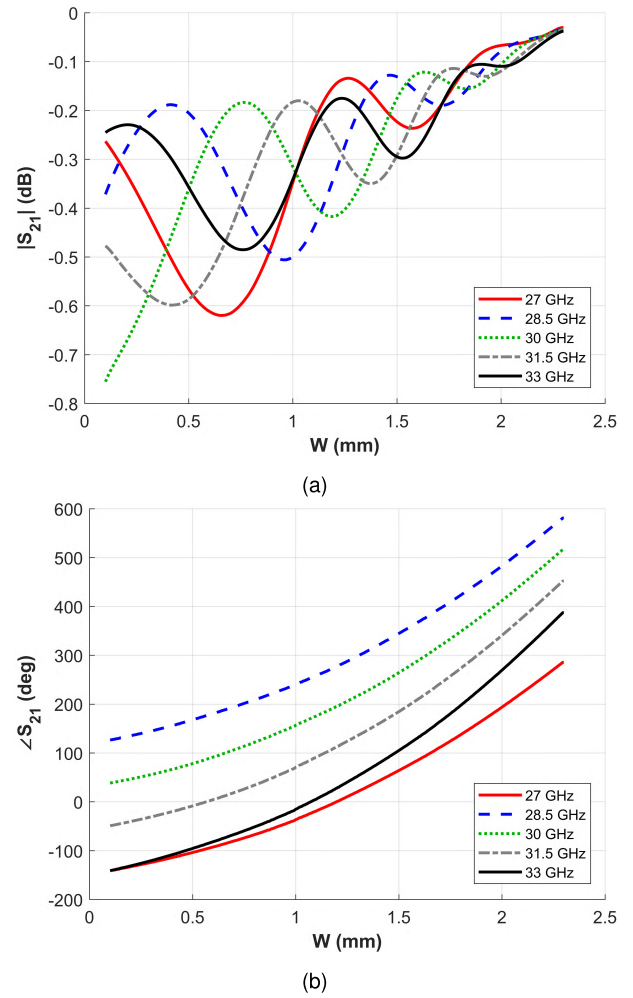 0
-0.1
-0.2
-0.3
-0.4
-0.5
-0.6
-0.7
-0.8
|S21| (dB)
27 GHz
28.5 GHz
30 GHz
31.5 GHz
33 GHz
0 0.5 1 1.5 2 2.5
W (mm)
(a)
600
500
400
300
200
100
0
-100
-200
∠S21 (deg)
27 GHz
28.5 GHz
30 GHz
31.5 GHz
33 GHz
0 0.5 1 1.5 2 2.5
W (mm)
(b)